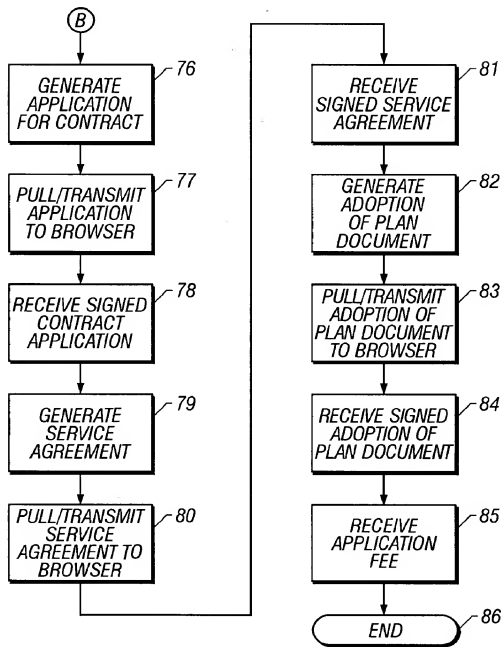 B
76
GENERATE
APPLICATION
FOR CONTRACT
77
PULL/TRANSMIT
APPLICATION
TO BROWSER
78
RECEIVE SIGNED
CONTRACT
APPLICATION
79
GENERATE
SERVICE
AGREEMENT
80
PULL/TRANSMIT
SERVICE
AGREEMENT TO
BROWSER
81
RECEIVE
SIGNED SERVICE
AGREEMENT
82
GENERATE
ADOPTION
OF PLAN
DOCUMENT
83
PULL/TRANSMIT
ADOPTION OF
PLAN DOCUMENT
TO BROWSER
84
RECEIVE SIGNED
ADOPTION OF
PLAN DOCUMENT
85
RECEIVE
APPLICATION
FEE
END
86